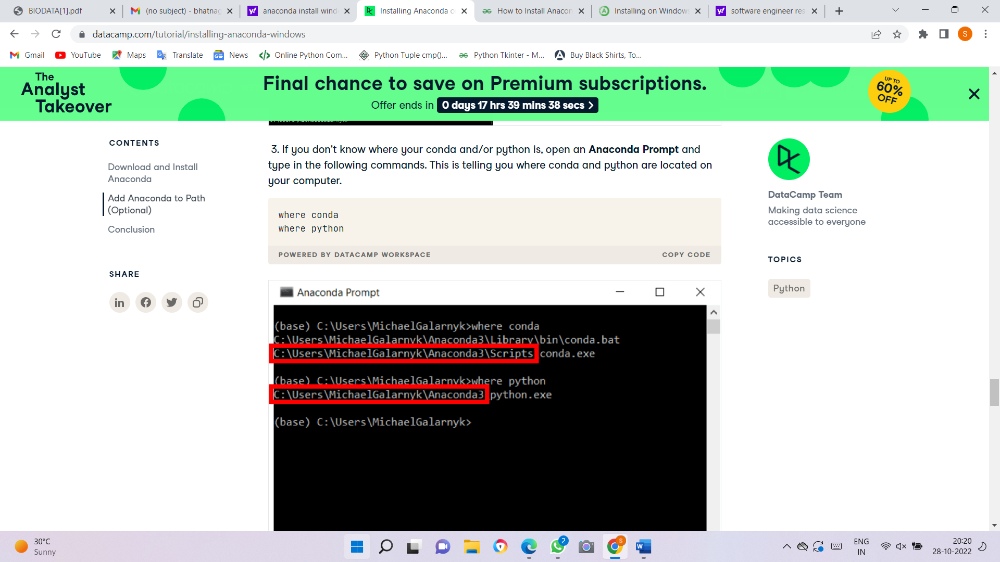 BIODATA[1].pdf
(no subject) - bhatnag
anaconda install wind
Installing Anaconda o
How to Install Anacon
Installing on Windows
software engineer res
datacamp.com/tutorial/installing-anaconda-windows
S
Gmail
YouTube
Maps
Translate
News
Online Python Com...
Python Tuple cmp()...
Python Tkinter - M...
Buy Black Shirts, To...
The
Analyst
Takeover
Final chance to save on Premium subscriptions.
Offer ends in 0 days 17 hrs 39 mins 38 secs
UP TO
60%
OFF
CONTENTS
Download and Install
Anaconda
Add Anaconda to Path
(Optional)
Conclusion
SHARE
3. If you don't know where your conda and/or python is, open an Anaconda Prompt and
type in the following commands. This is telling you where conda and python are located on
your computer.
where conda
where python
POWERED BY DATACAMP WORKSPACE
COPY CODE
Anaconda Prompt
(base) C:\Users\MichaelGalarnyk>where conda
C:\Users\MichaelGalarnyk\Anaconda3\Library\bin\conda.bat
C:\Users\MichaelGalarnyk\Anaconda3\Scripts conda.exe
(base) C:\Users\MichaelGalarnyk>where python
C:\Users\MichaelGalarnyk\Anaconda3 python.exe
(base) C:\Users\MichaelGalarnyk>
DataCamp Team
Making data science
accessible to everyone
TOPICS
Python
30°C
Sunny
2
S
ENG
IN
20:20
28-10-2022